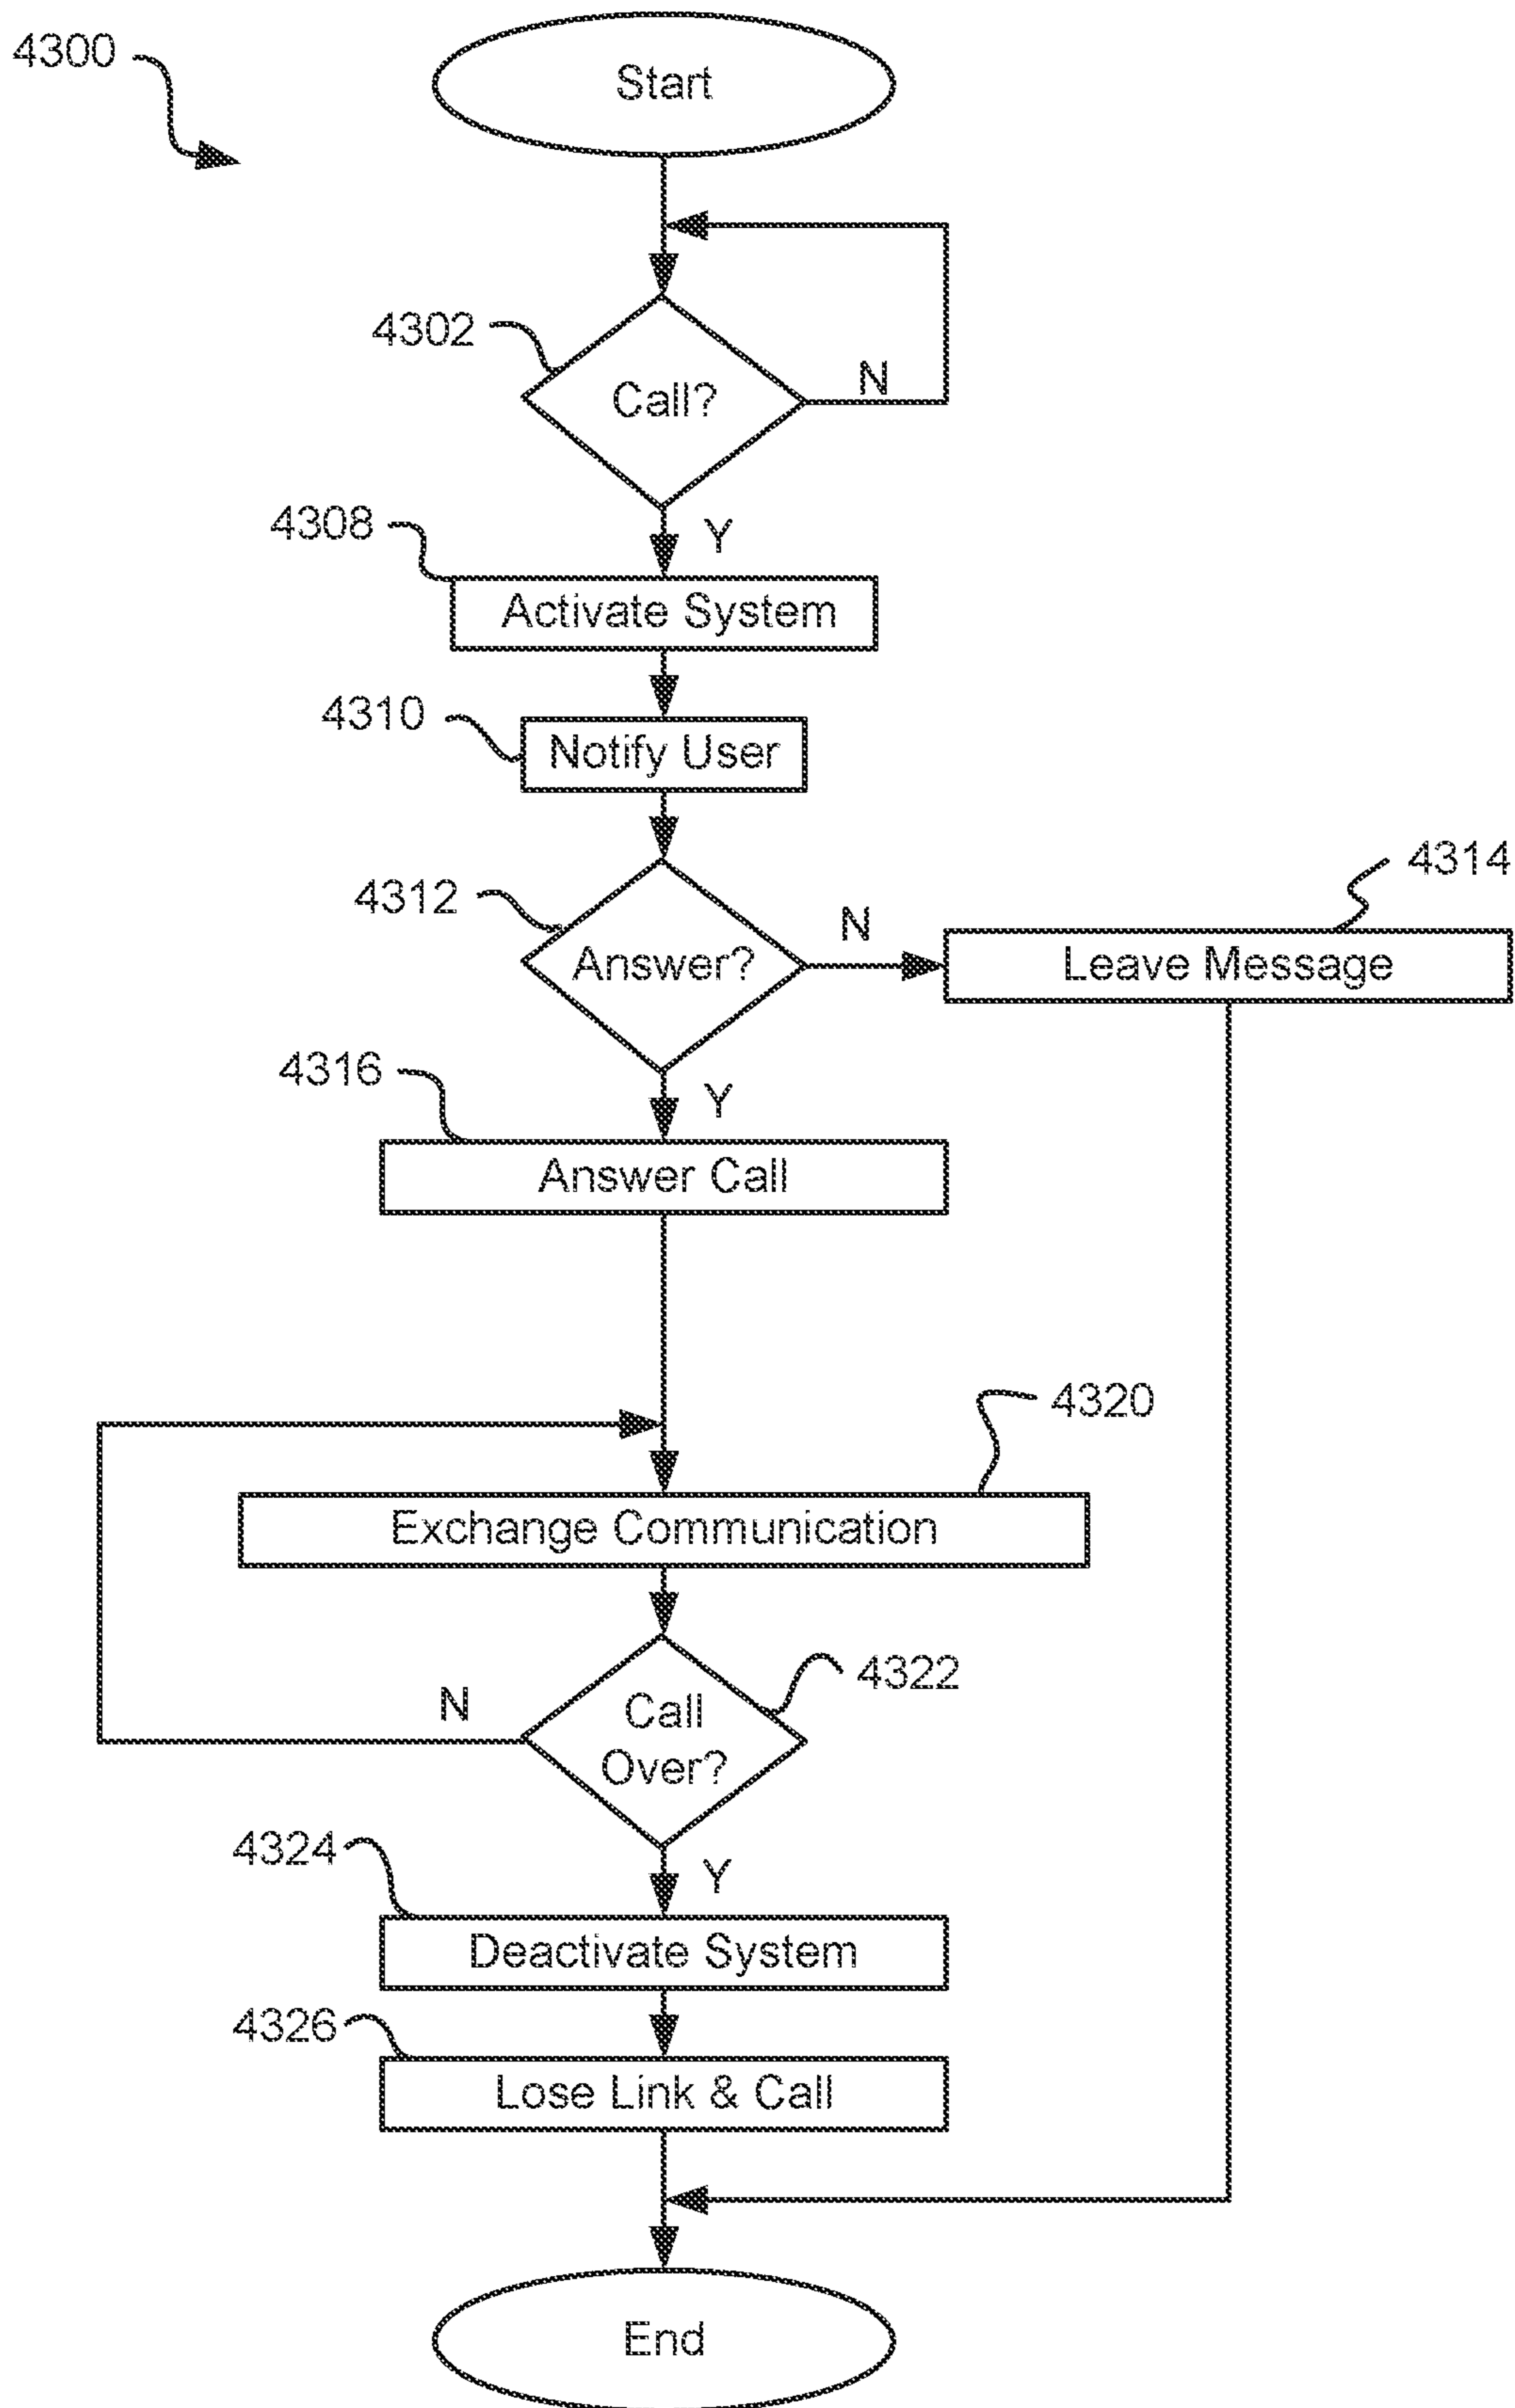 4300
Start
4302
Call?
N
4308
Y
Activate System
4310
Notify User
4312
Answer?
N
4314
Leave Message
4316
Y
Answer Call
4320
Exchange Communication
4322
N
Call
Over?
4324
Y
Deactivate System
4326
Lose Link & Call
End